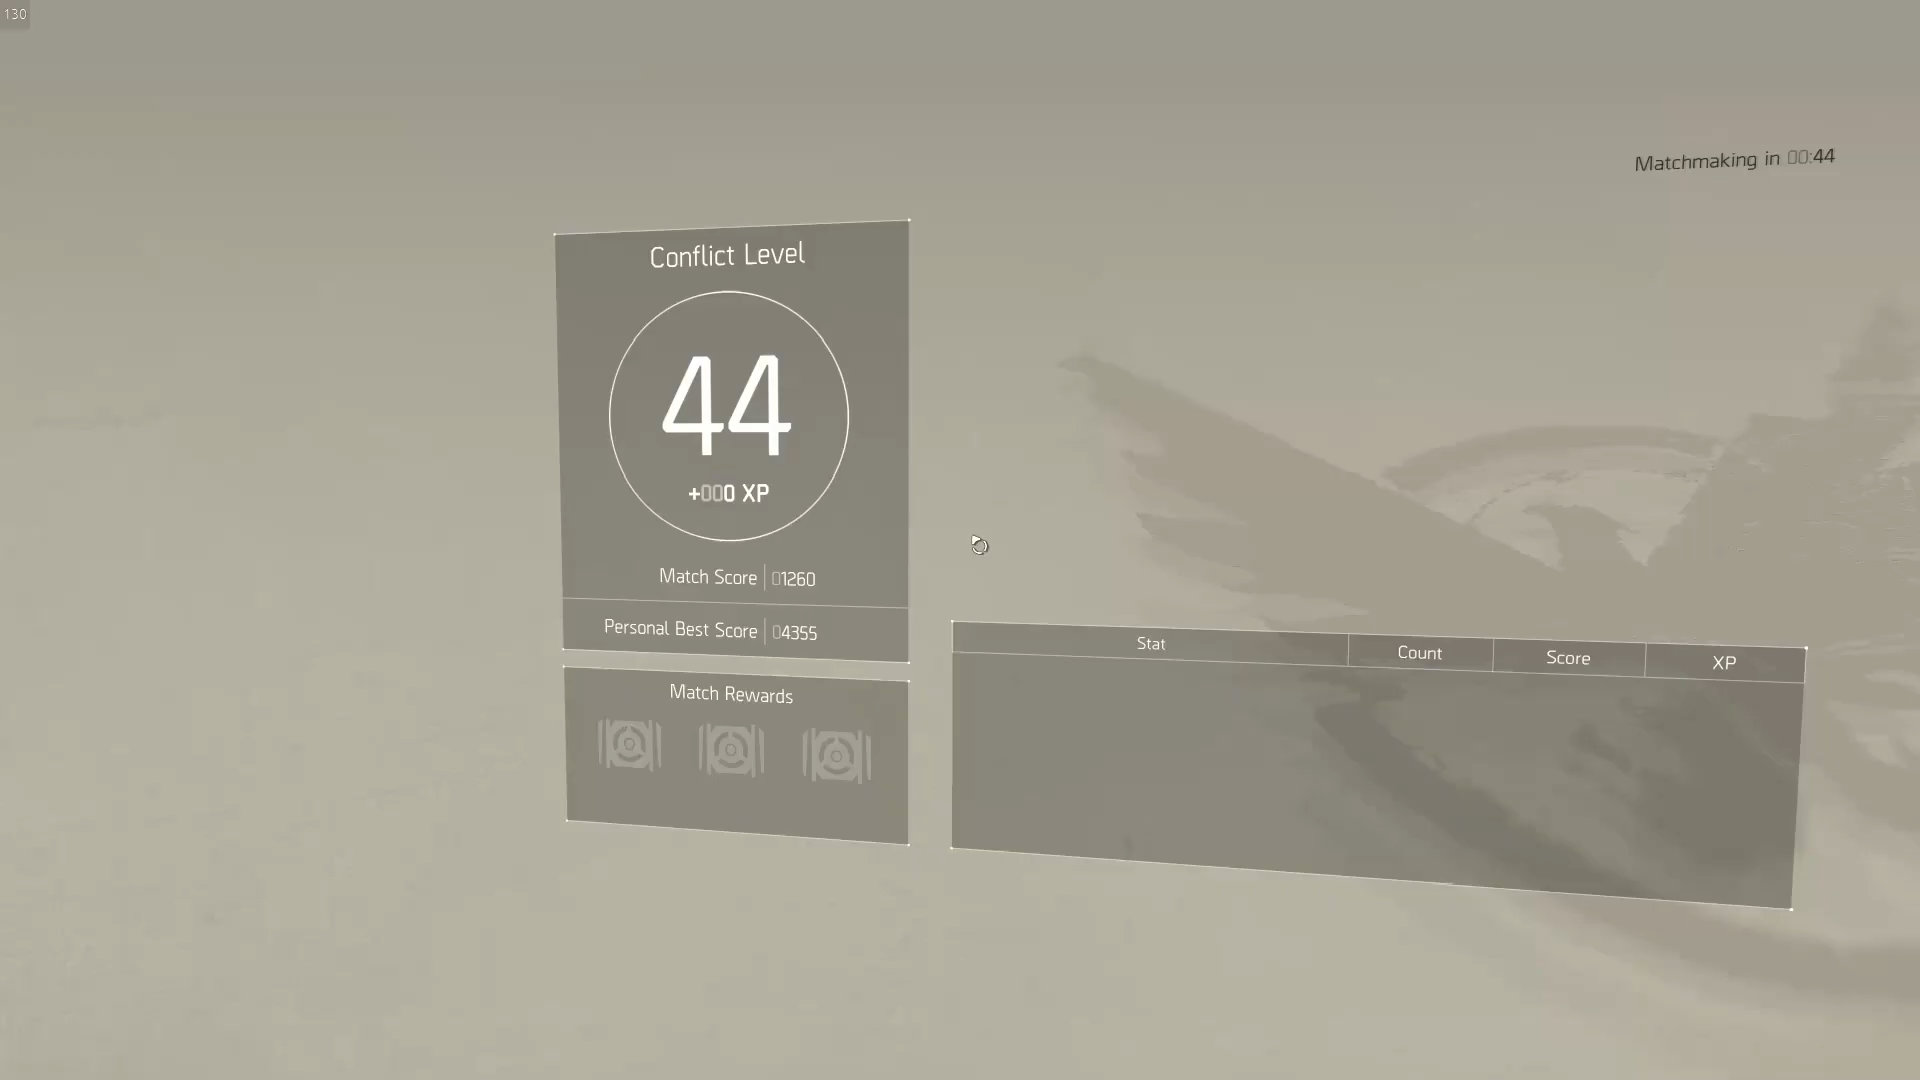 130
Matchmaking in 00:44
Conflict Level
44
+000 XP
Match Score | 01260
Personal Best Score | 04355
Match Rewards
Stat Count Score XP